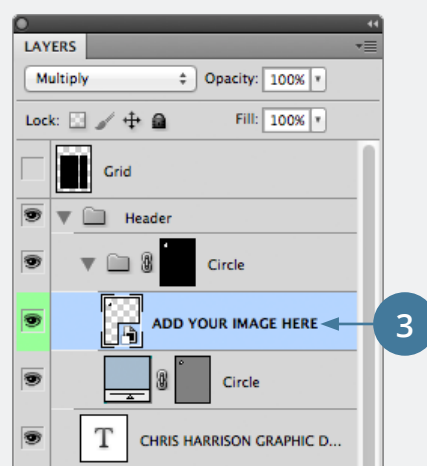 LAYERS
Multiply Opacity: 100%
Lock: Fill: 100%
Grid
Header
Circle
ADD YOUR IMAGE HERE 3
Circle
T CHRIS HARRISON GRAPHIC D...